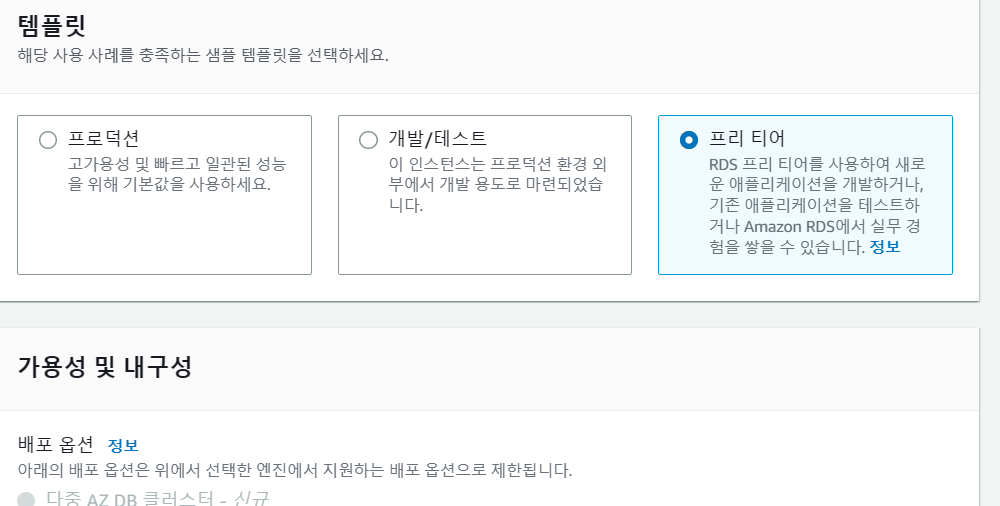 템플릿
해당 사용 사례를 충족하는 샘플 템플릿을 선택하세요.
프로덕션
고가용성 및 빠르고 일관된 성능
을 위해 기본값을 사용하세요.
개발/테스트
이 인스턴스는 프로덕션 환경 외
부에서 개발 용도로 마련되었습
니다.
프리 티어
RDS 프리 티어를 사용하여 새로
운 애플리케이션을 개발하거나,
기존 애플리케이션을 테스트하
거나 Amazon RDS에서 실무 경
험을 쌓을 수 있습니다. 정보
가용성 및 내구성
배포 옵션 정보
아래의 배포 옵션은 위에서 선택한 엔진에서 지원하는 배포 옵션으로 제한됩니다.
다중 AZ DB 클러스터 - 신규